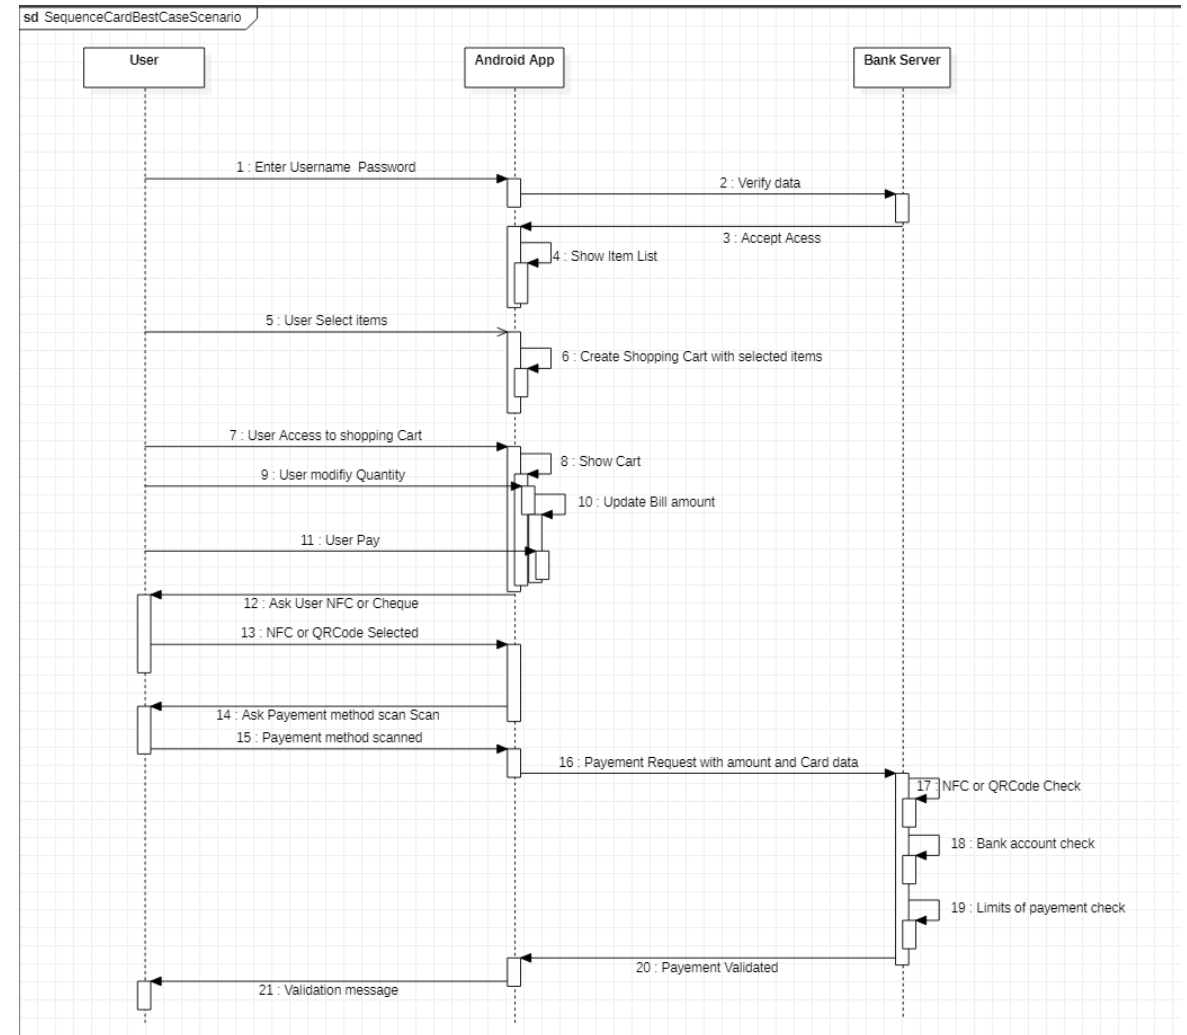 sd SequenceCardBestCaseScenario
User
Android App
Bank Server
1 : Enter Username Password
2 : Verify data
3 : Accept Acess
4 : Show Item List
5 : User Select items
6 : Create Shopping Cart with selected items
7 : User Access to shopping Cart
8 : Show Cart
9 : User modifiy Quantity
10 : Update Bill amount
11 : User Pay
12 : Ask User NFC or Cheque
13 : NFC or QRCode Selected
14 : Ask Payement method scan Scan
15 : Payement method scanned
16 : Payement Request with amount and Card data
17 : NFC or QRCode Check
18 : Bank account check
19 : Limits of payement check
20 : Payement Validated
21 : Validation message